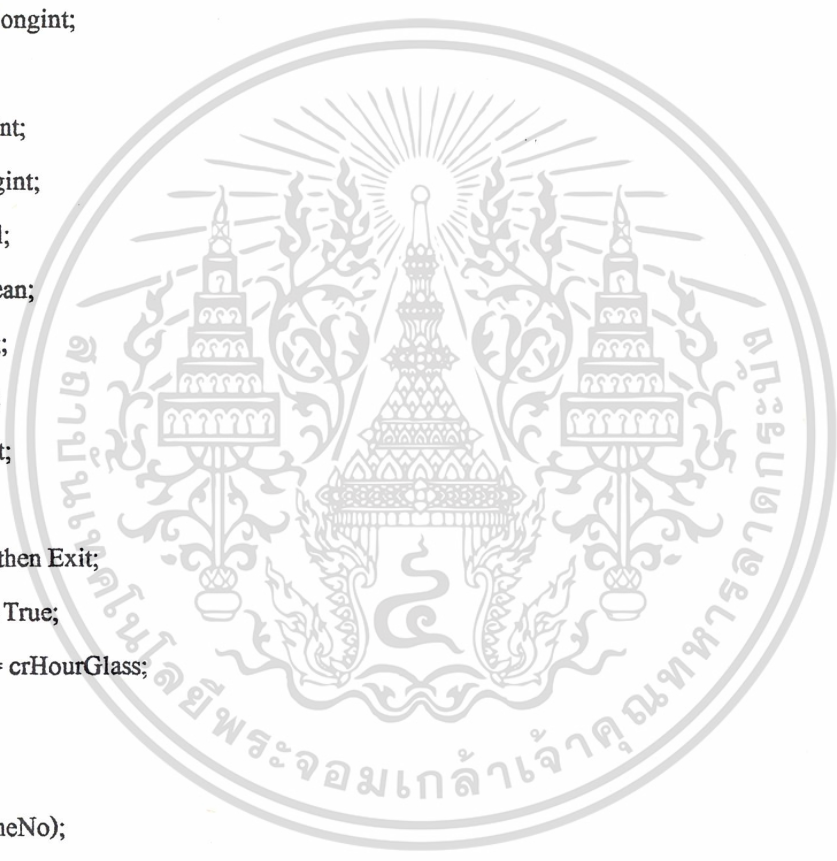 ongint;
nt;
gint;
l;
ean;
t;
t;
then Exit;
True;
= crHourGlass;
neNo);
สถาบันเทคโนโลยีพระจอมเกล้าเจ้าคุณทหารลาดกระบัง
๔